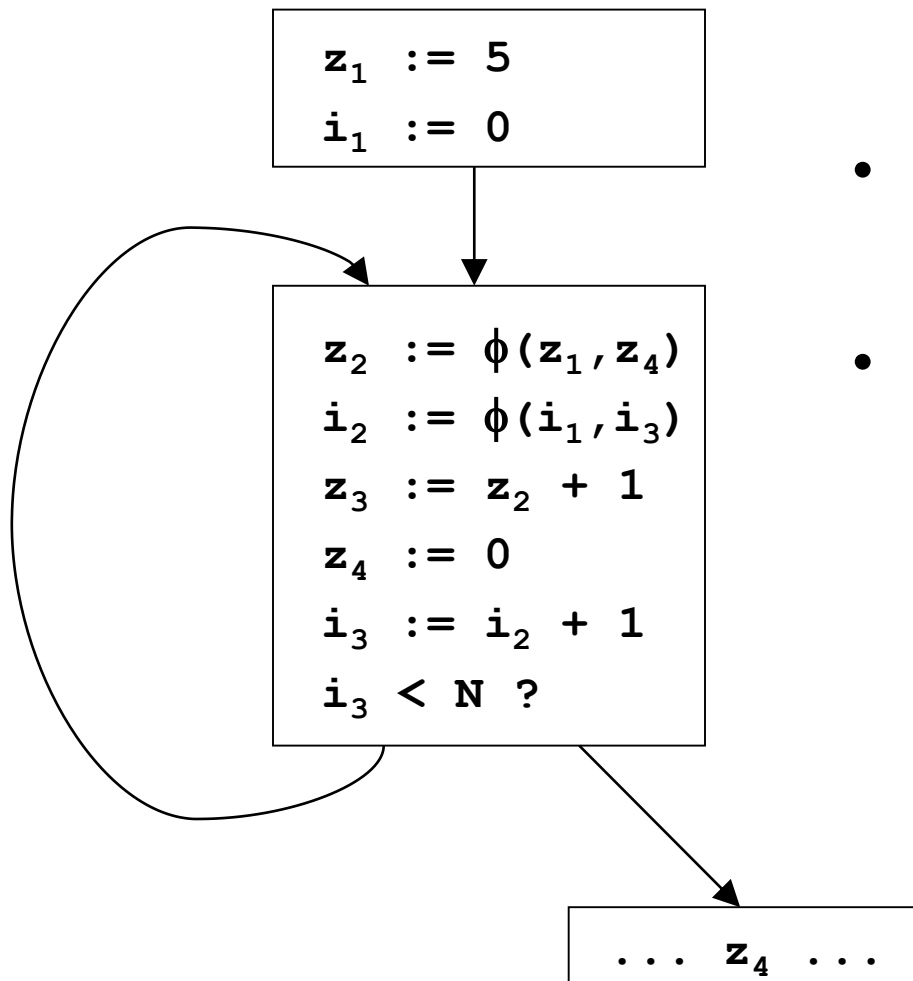 z₁ := 5
i₁ := 0
•
•
z₂ := ϕ(z₁,z₄)
i₂ := ϕ(i₁,i₃)
z₃ := z₂ + 1
z₄ := 0
i₃ := i₂ + 1
i₃ < N ?
... z₄ ...